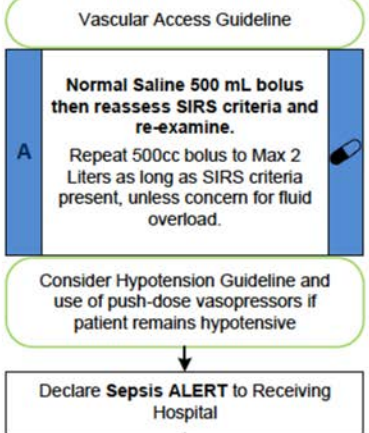 Vascular Access Guideline
Normal Saline 500 mL bolus
then reassess SIRS criteria and
re-examine.
A
Repeat 500cc bolus to Max 2
Liters as long as SIRS criteria
present, unless concern for fluid
overload.
Consider Hypotension Guideline and
use of push-dose vasopressors if
patient remains hypotensive
Declare Sepsis ALERT to Receiving
Hospital